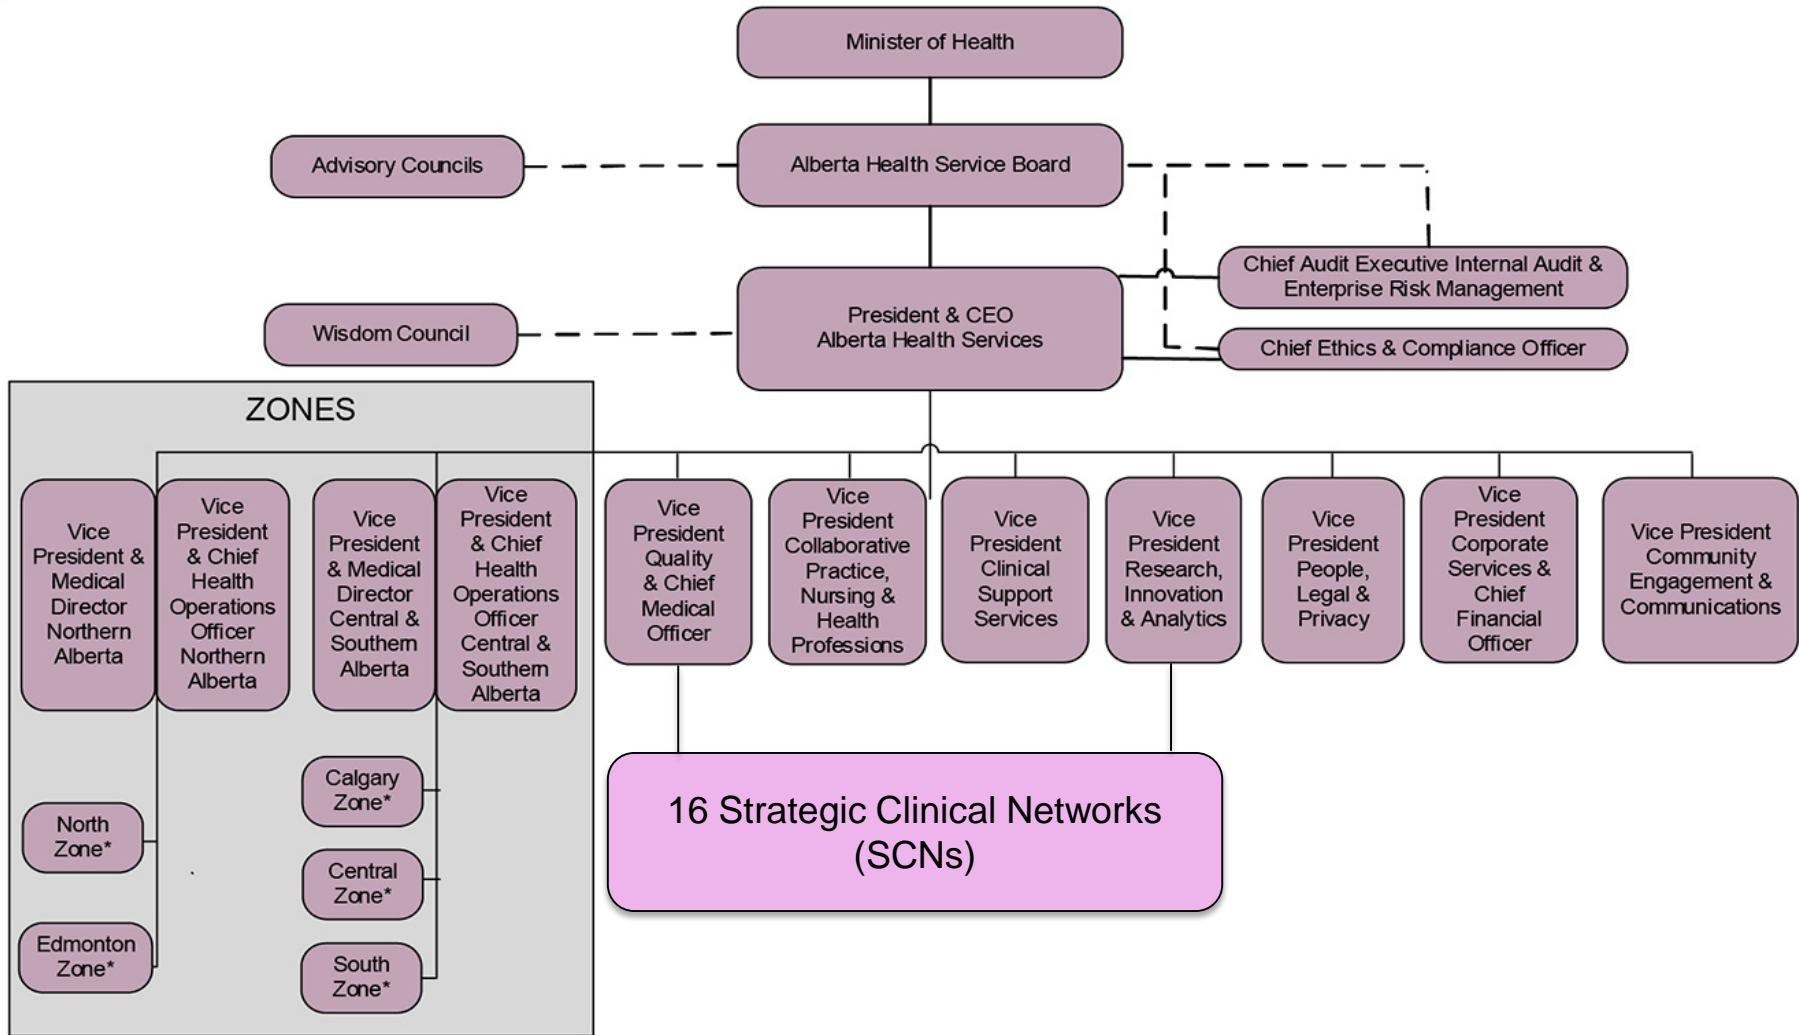 Minister of Health
Advisory Councils
Alberta Health Service Board
Chief Audit Executive Internal Audit &
Enterprise Risk Management
Wisdom Council
President & CEO
Alberta Health Services
Chief Ethics & Compliance Officer
ZONES
Vice
President &
Medical
Director
Northern
Alberta
Vice
President
& Chief
Health
Operations
Officer
Northern
Alberta
Vice
President
& Medical
Director
Central &
Southern
Alberta
Vice
President
& Chief
Health
Operations
Officer
Central &
Southern
Alberta
Vice
President
Quality
& Chief
Medical
Officer
Vice
President
Collaborative
Practice,
Nursing &
Health
Professions
Vice
President
Clinical
Support
Services
Vice
President
Research,
Innovation
& Analytics
Vice
President
People,
Legal &
Privacy
Vice
President
Corporate
Services &
Chief
Financial
Officer
Vice President
Community
Engagement &
Communications
North
Zone*
Edmonton
Zone*
Calgary
Zone*
Central
Zone*
South
Zone*
16 Strategic Clinical Networks
(SCNs)